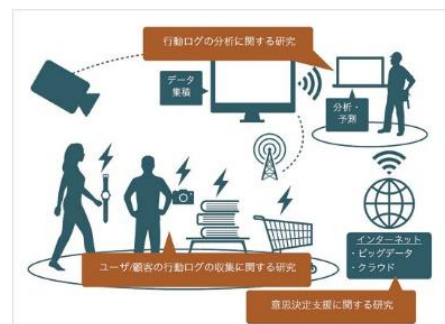 行動ログの分析に関する研究
データ
集積
分析・
予測
インターネット
・ビッグデータ
・クラウド
ユーザ/顧客の行動ログの収集に関する研究
意思決定支援に関する研究